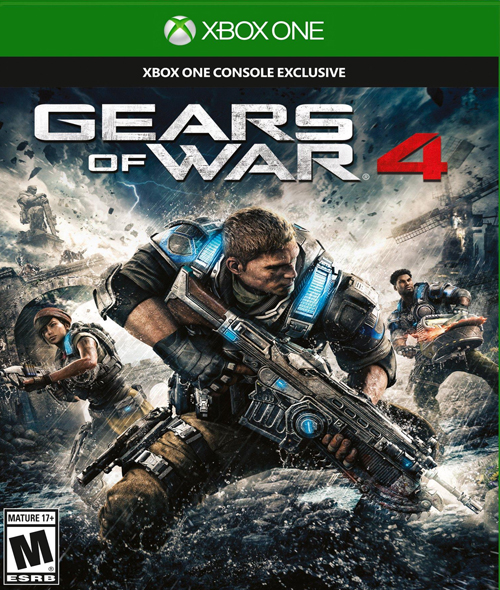 XBOX ONE
XBOX ONE CONSOLE EXCLUSIVE
GEARS
OF WAR® 4
MATURE 17+
M
ESRB